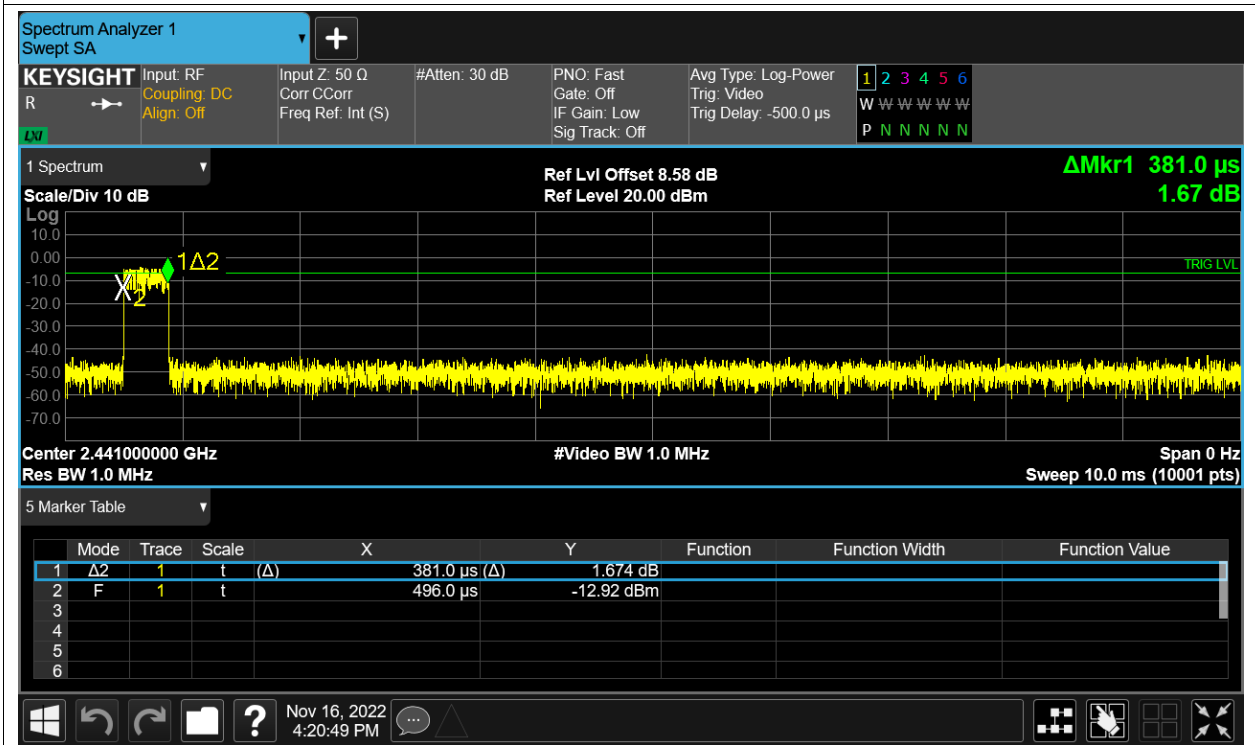 Spectrum Analyzer 1
Swept SA
KEYSIGHT
R
LXI
Input: RF
Coupling: DC
Align: Off
Input Z: 50 Ω
Corr CCorr
Freq Ref: Int (S)
#Atten: 30 dB
PNO: Fast
Gate: Off
IF Gain: Low
Sig Track: Off
Avg Type: Log-Power
Trig: Video
Trig Delay: -500.0 µs
1 2 3 4 5 6
W W W W W W
P N N N N N
1 Spectrum
Scale/Div 10 dB
Ref Lvl Offset 8.58 dB
Ref Level 20.00 dBm
ΔMkr1 381.0 µs
1.67 dB
Log
10.0
0.00
-10.0
-20.0
-30.0
-40.0
-50.0
-60.0
-70.0
1Δ2
X2
TRIG LVL
Center 2.441000000 GHz
Res BW 1.0 MHz
#Video BW 1.0 MHz
Span 0 Hz
Sweep 10.0 ms (10001 pts)
5 Marker Table
Mode Trace Scale X Y Function Function Width Function Value
1 Δ2 1 t (Δ) 381.0 µs (Δ) 1.674 dB
2 F 1 t 496.0 µs -12.92 dBm
3
4
5
6
?
Nov 16, 2022
4:20:49 PM